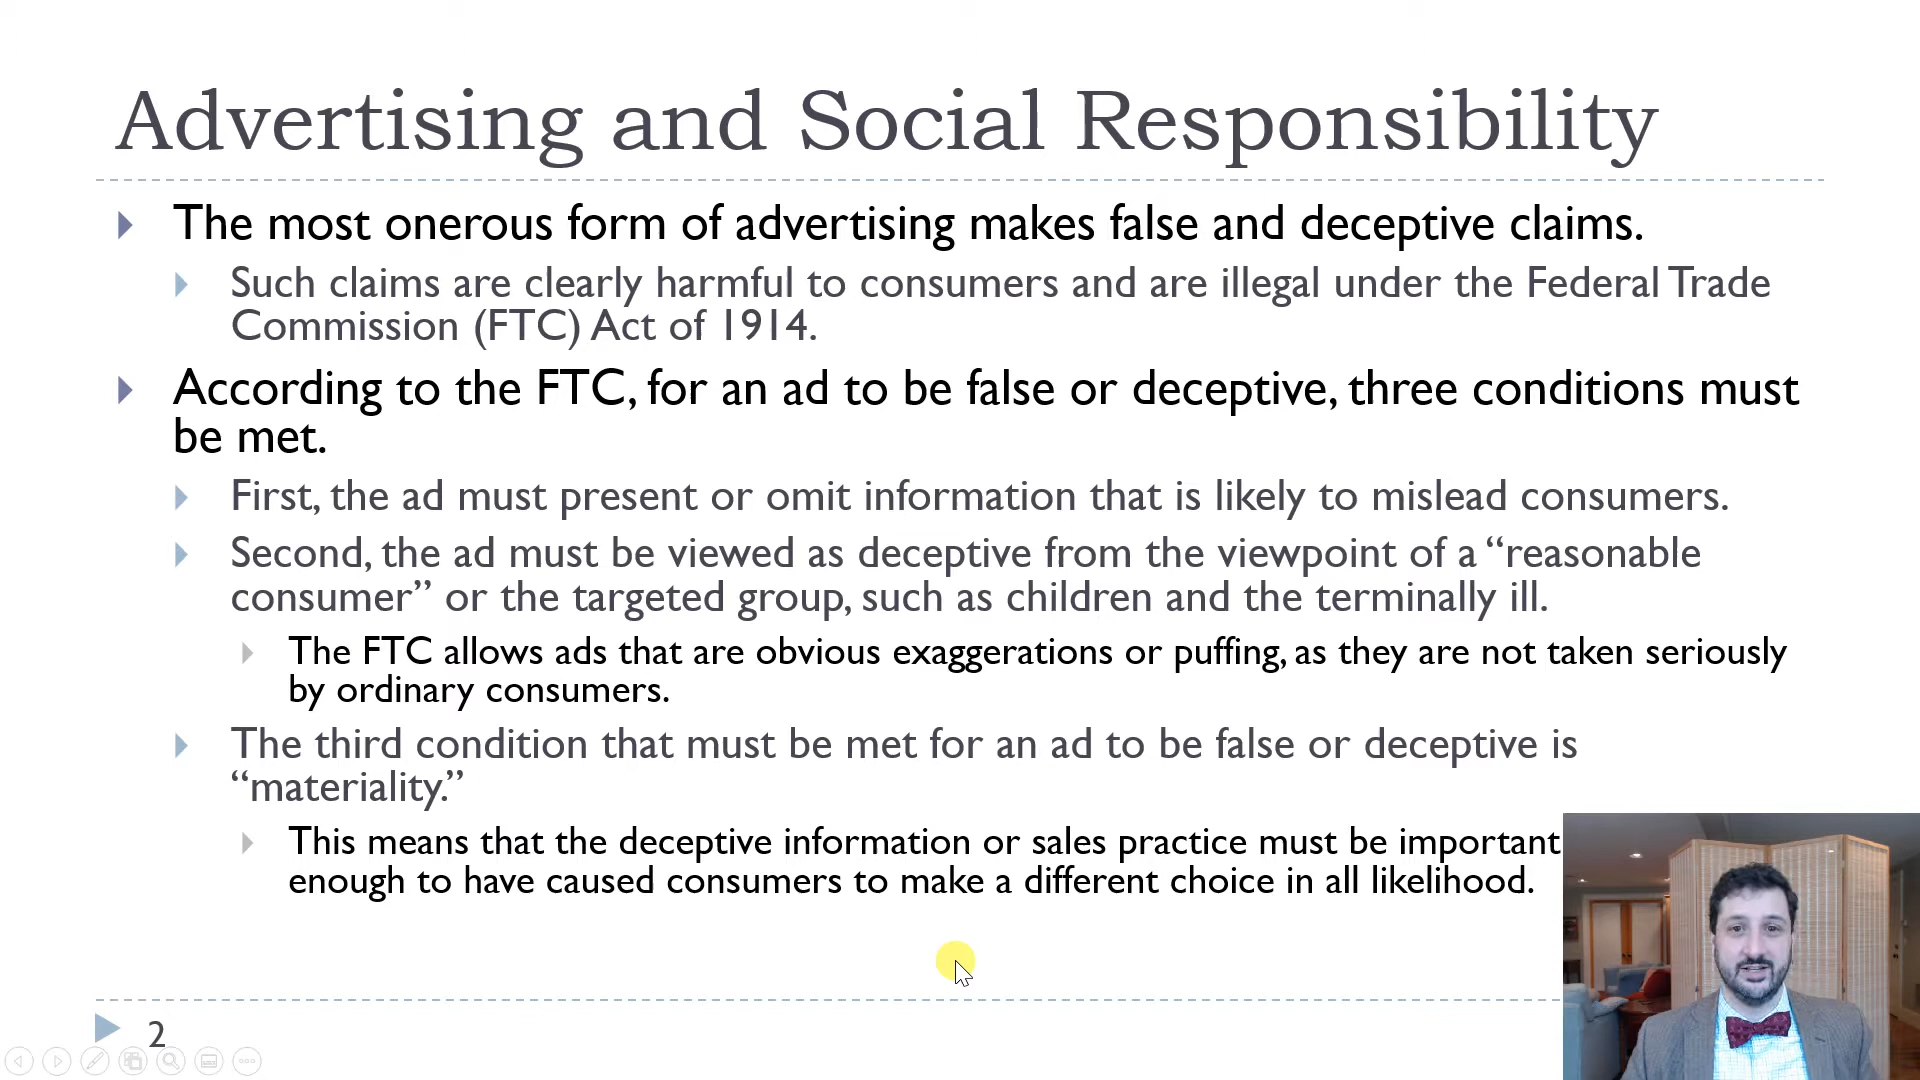 Advertising and Social Responsibility
The most onerous form of advertising makes false and deceptive claims.
Such claims are clearly harmful to consumers and are illegal under the Federal Trade
Commission (FTC) Act of 1914.
According to the FTC, for an ad to be false or deceptive, three conditions must
be met.
First, the ad must present or omit information that is likely to mislead consumers.
Second, the ad must be viewed as deceptive from the viewpoint of a “reasonable
consumer” or the targeted group, such as children and the terminally ill.
The FTC allows ads that are obvious exaggerations or puffing, as they are not taken seriously
by ordinary consumers.
The third condition that must be met for an ad to be false or deceptive is
“materiality.”
This means that the deceptive information or sales practice must be important
enough to have caused consumers to make a different choice in all likelihood.
2